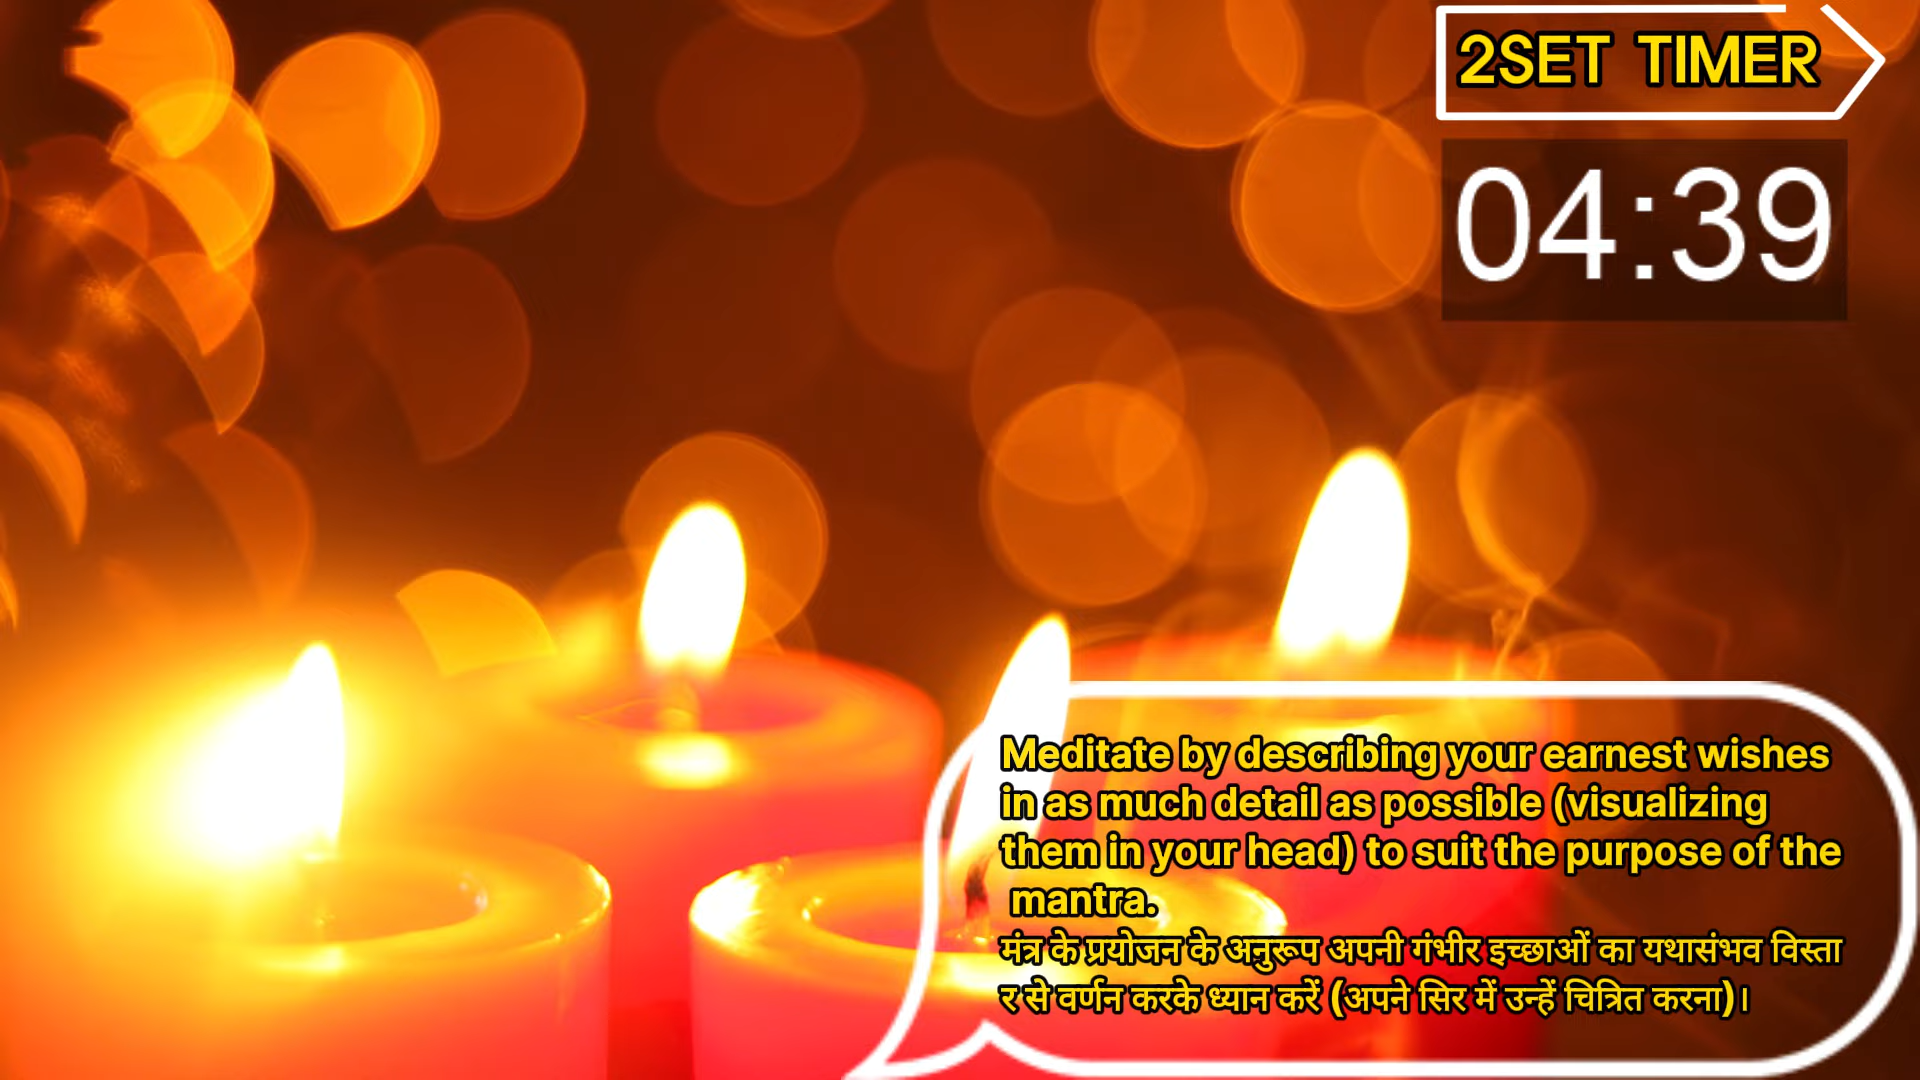 2SET TIMER
04:39
Meditate by describing your earnest wishes
in as much detail as possible (visualizing
them in your head) to suit the purpose of the
mantra.
मंत्र के प्रयोजन के अनुरूप अपनी गंभीर इच्छाओं का यथासंभव विस्ता
र से वर्णन करके ध्यान करें (अपने सिर में उन्हें चित्रित करना)।